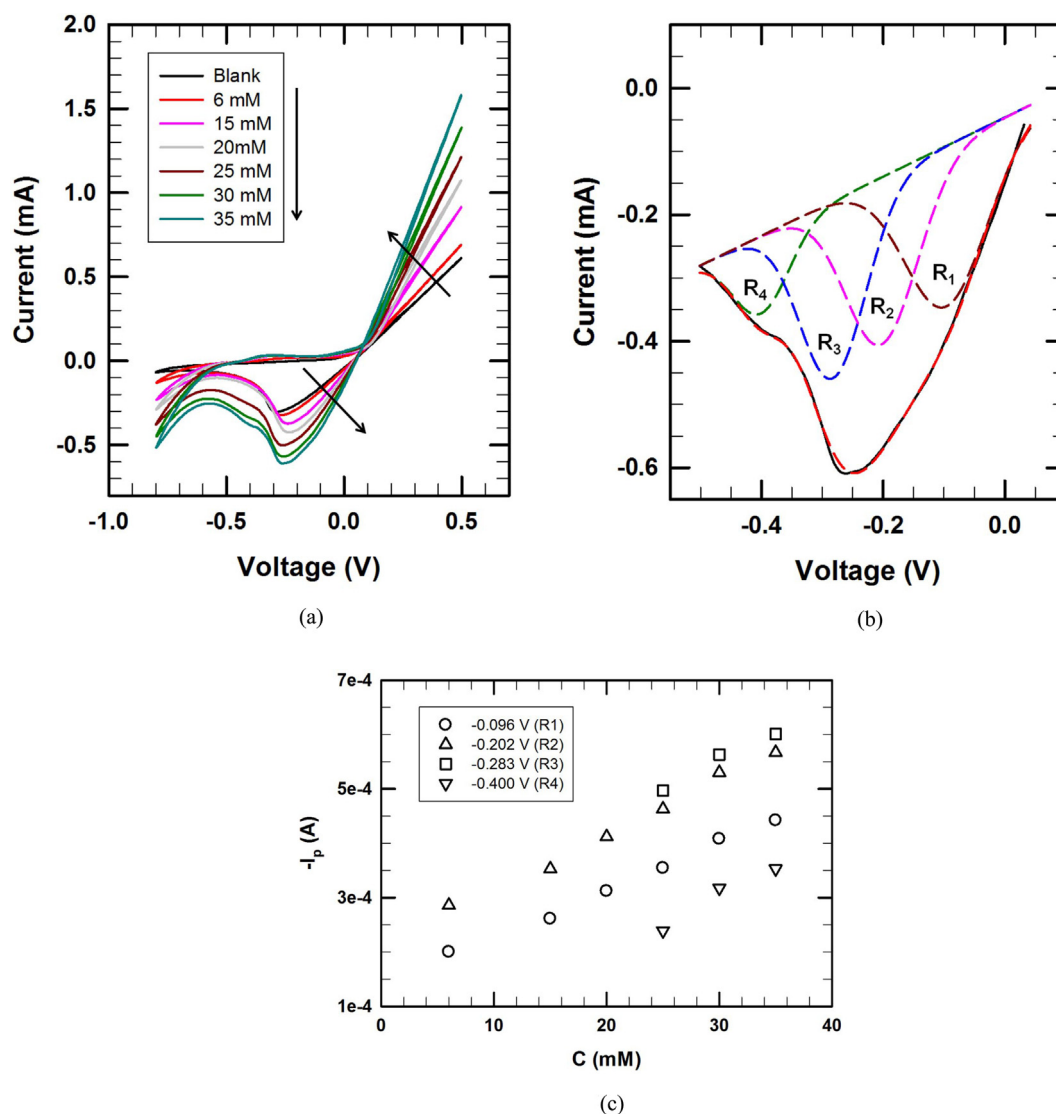 2.0
1.5
1.0
0.5
0.0
-0.5
-1.0 -0.5 0.0 0.5
Current (mA)
Voltage (V)
Blank
6 mM
15 mM
20mM
25 mM
30 mM
35 mM
(a)
0.0
-0.2
-0.4
-0.6
-0.4 -0.2 0.0
Current (mA)
Voltage (V)
R4
R3
R2
R1
(b)
7e-4
5e-4
3e-4
1e-4
0 10 20 30 40
-Ip (A)
C (mM)
-0.096 V (R1)
-0.202 V (R2)
-0.283 V (R3)
-0.400 V (R4)
(c)